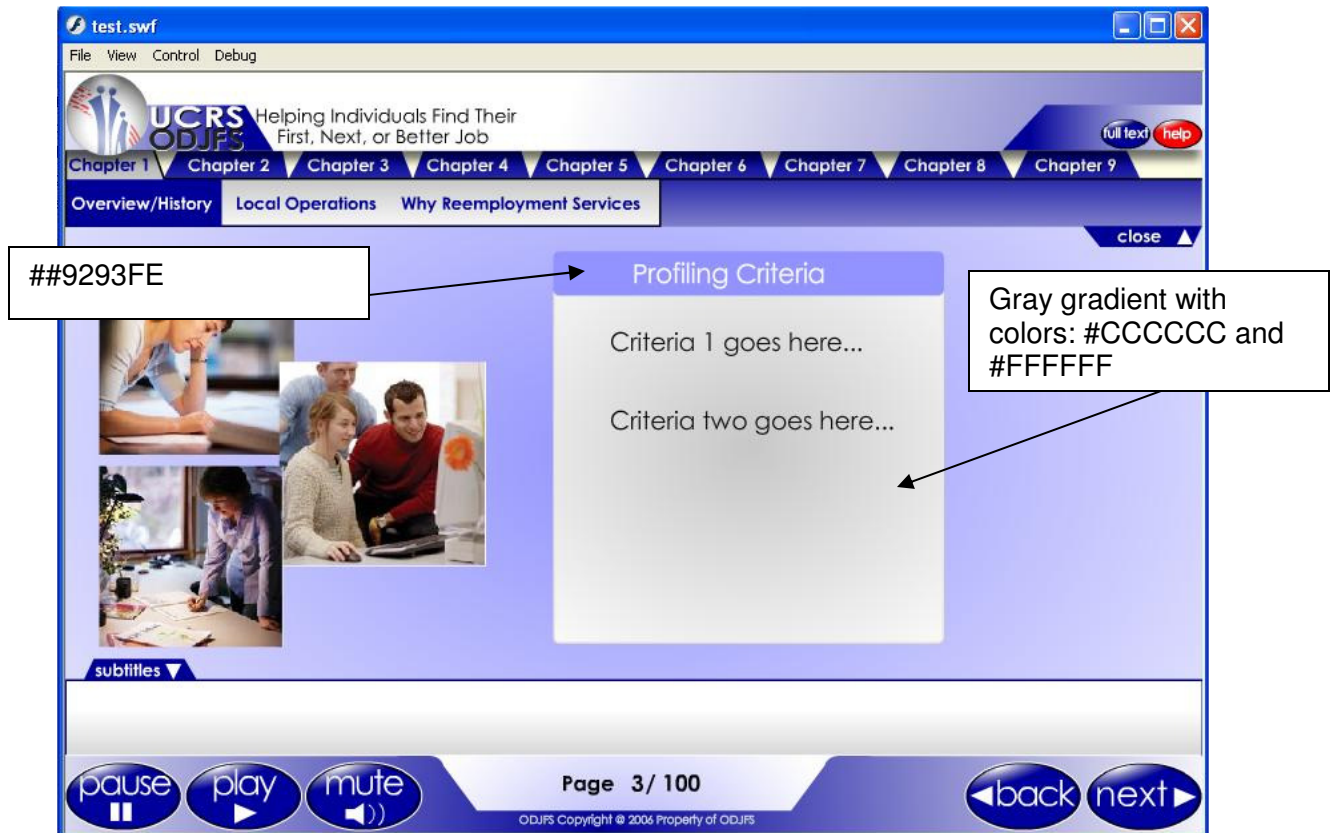 test.swf
File View Control Debug
UCRS
ODJFS
Helping Individuals Find Their
First, Next, or Better Job
full text
help
Chapter 1 Chapter 2 Chapter 3 Chapter 4 Chapter 5 Chapter 6 Chapter 7 Chapter 8 Chapter 9
Overview/History Local Operations Why Reemployment Services
close
##9293FE
Profiling Criteria
Gray gradient with
colors: #CCCCCC and
#FFFFFF
Criteria 1 goes here...
Criteria two goes here...
subtitles
pause play mute
Page 3/ 100
back next
ODJFS Copyright @ 2006 Property of ODJFS